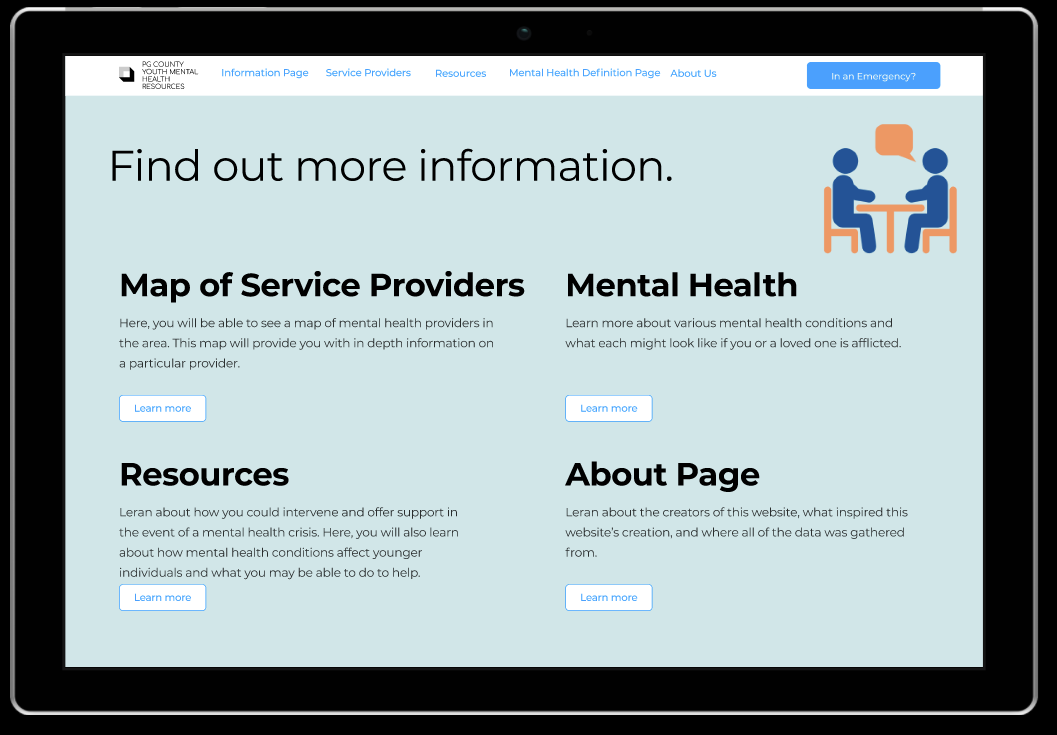 PG COUNTY
YOUTH MENTAL
HEALTH
RESOURCES
Information Page
Service Providers
Resources
Mental Health Definition Page
About Us
In an Emergency?
Find out more information.
Map of Service Providers
Here, you will be able to see a map of mental health providers in
the area. This map will provide you with in depth information on
a particular provider.
Learn more
Mental Health
Learn more about various mental health conditions and
what each might look like if you or a loved one is afflicted.
Learn more
Resources
Leran about how you could intervene and offer support in
the event of a mental health crisis. Here, you will also learn
about how mental health conditions affect younger
individuals and what you may be able to do to help.
Learn more
About Page
Leran about the creators of this website, what inspired this
website's creation, and where all of the data was gathered
from.
Learn more